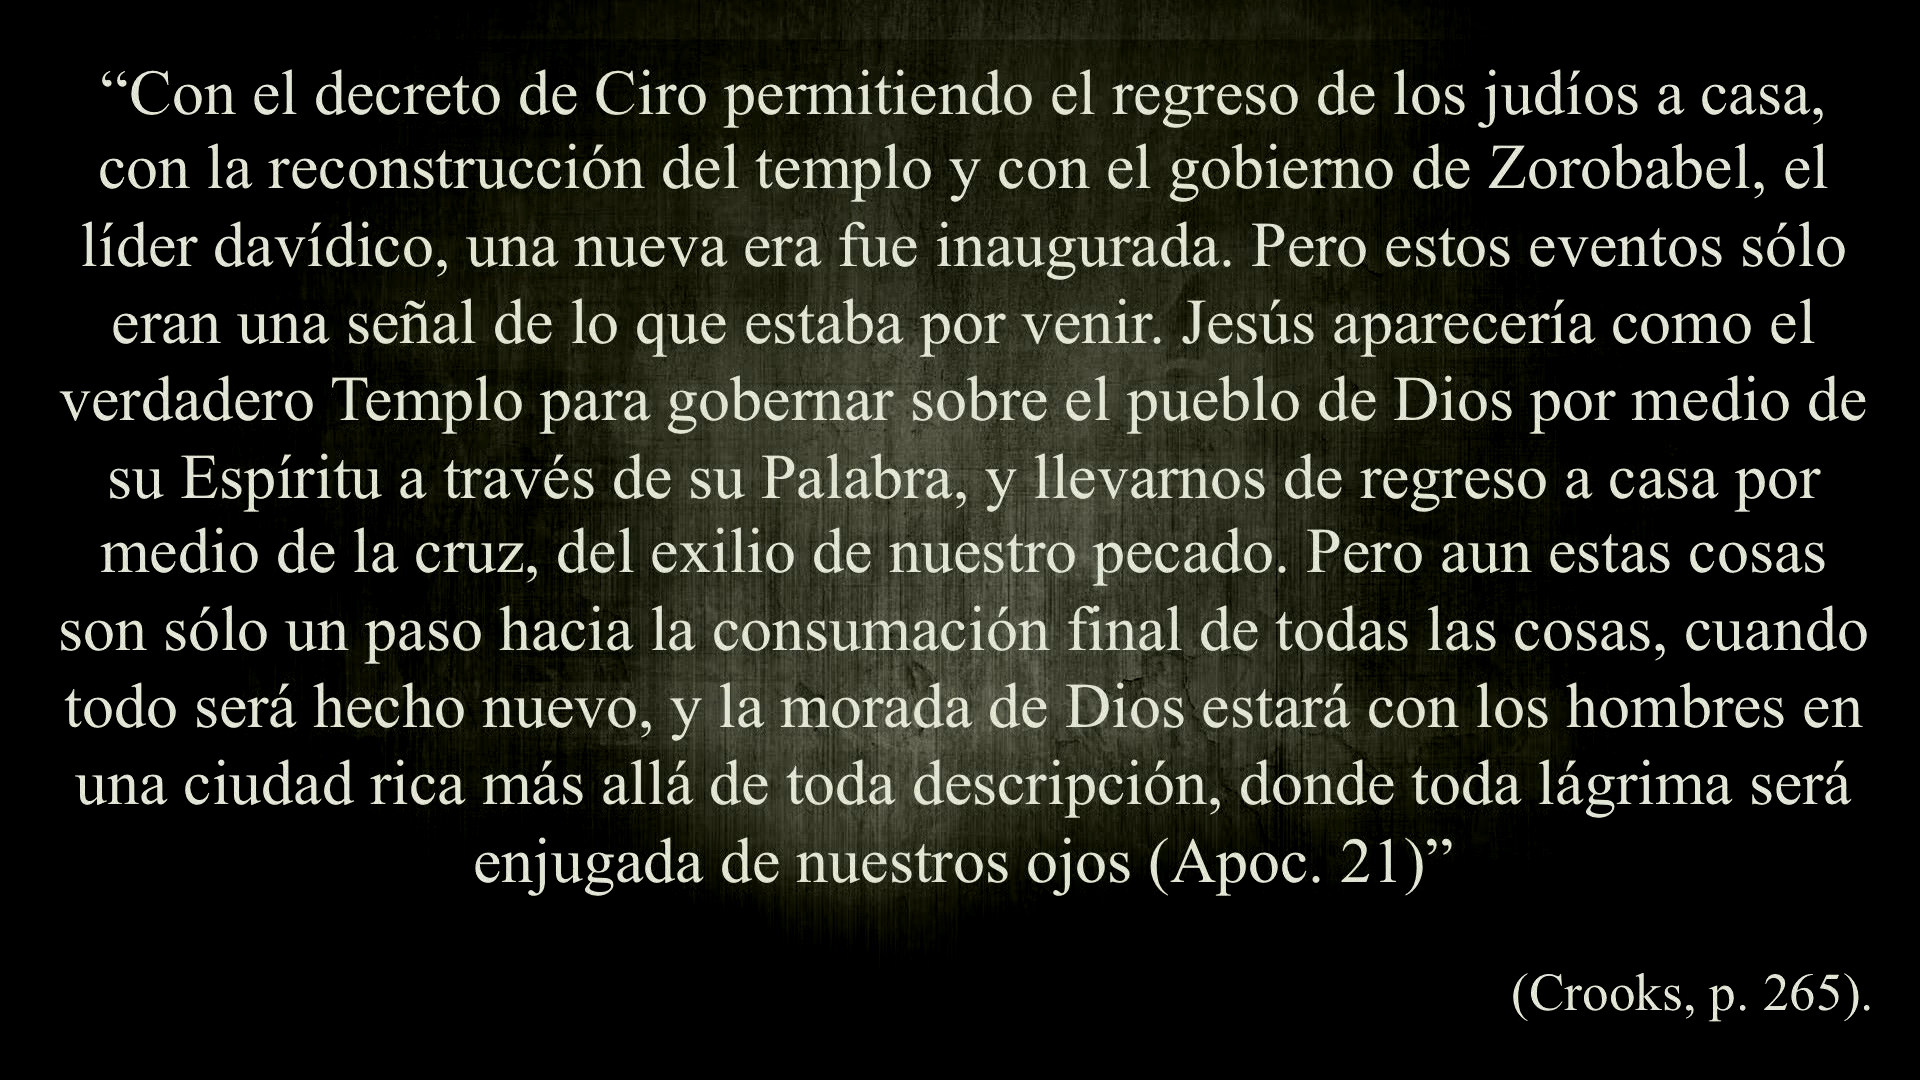 “Con el decreto de Ciro permitiendo el regreso de los judíos a casa,
con la reconstrucción del templo y con el gobierno de Zorobabel, el
líder davídico, una nueva era fue inaugurada. Pero estos eventos sólo
eran una señal de lo que estaba por venir. Jesús aparecería como el
verdadero Templo para gobernar sobre el pueblo de Dios por medio de
su Espíritu a través de su Palabra, y llevarnos de regreso a casa por
medio de la cruz, del exilio de nuestro pecado. Pero aun estas cosas
son sólo un paso hacia la consumación final de todas las cosas, cuando
todo será hecho nuevo, y la morada de Dios estará con los hombres en
una ciudad rica más allá de toda descripción, donde toda lágrima será
enjugada de nuestros ojos (Apoc. 21)”
(Crooks, p. 265).